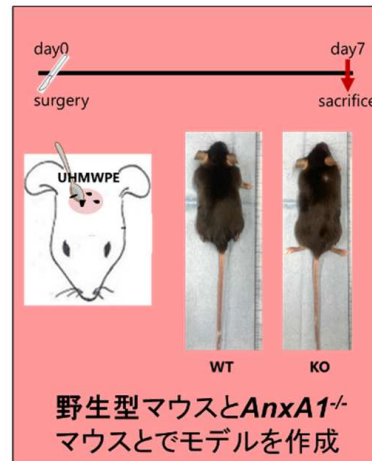 day0
day7
surgery
sacrifice
UHMWPE
WT
KO
野生型マウスとAnxA1-/-
マウスとでモデルを作成